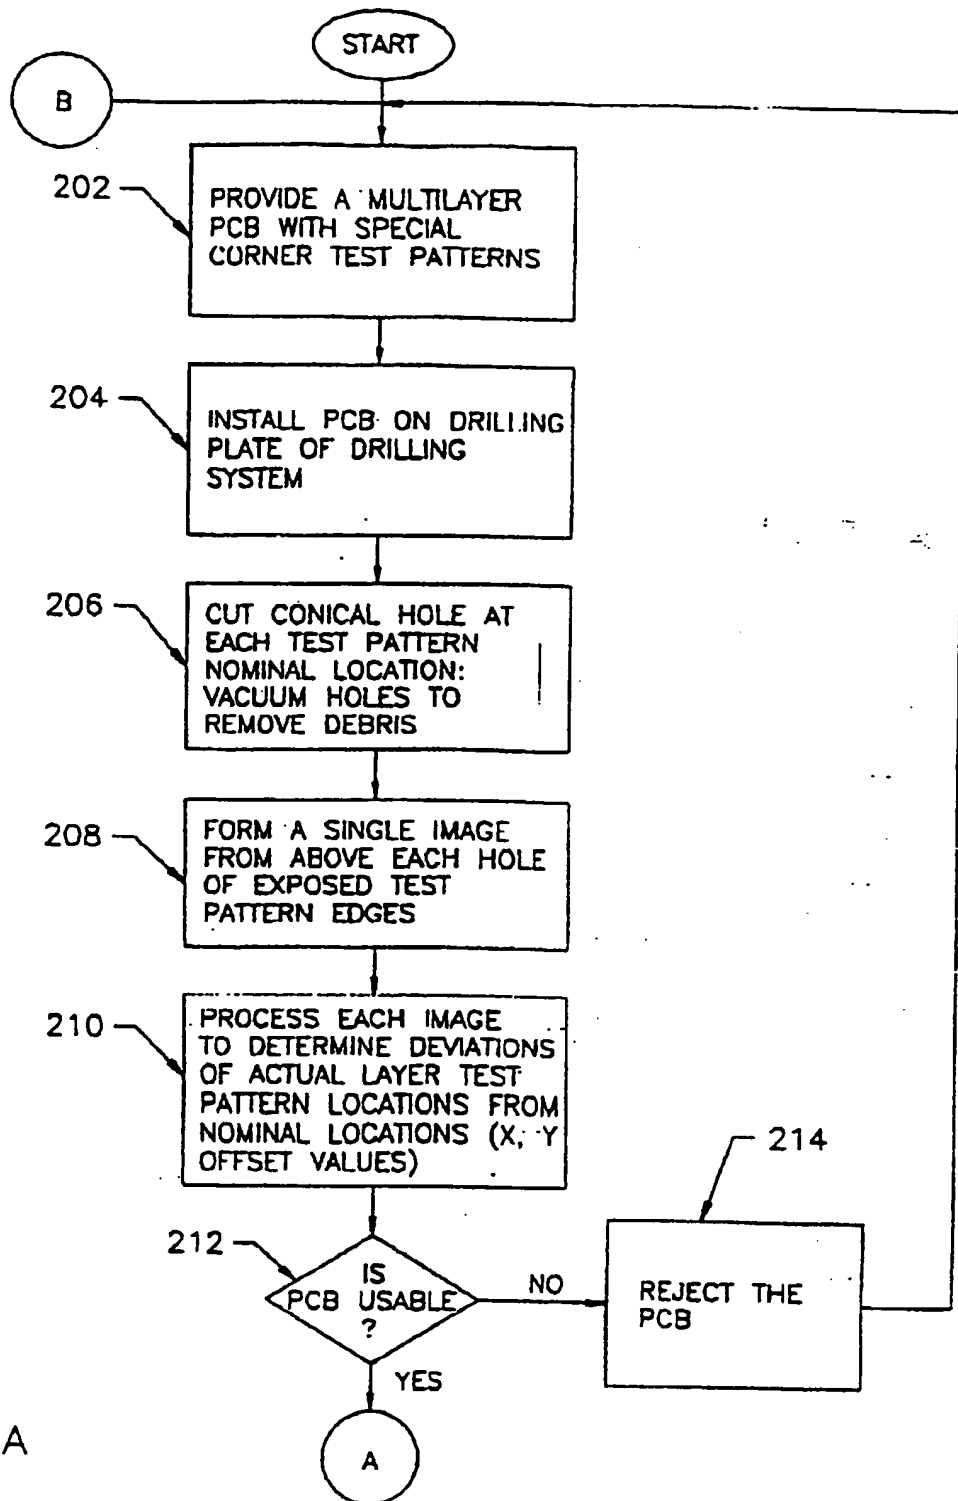 START
B
202
PROVIDE A MULTILAYER
PCB WITH SPECIAL
CORNER TEST PATTERNS
204
INSTALL PCB ON DRILLING
PLATE OF DRILLING
SYSTEM
206
CUT CONICAL HOLE AT
EACH TEST PATTERN
NOMINAL LOCATION:
VACUUM HOLES TO
REMOVE DEBRIS
208
FORM A SINGLE IMAGE
FROM ABOVE EACH HOLE
OF EXPOSED TEST
PATTERN EDGES
210
PROCESS EACH IMAGE
TO DETERMINE DEVIATIONS
OF ACTUAL LAYER TEST
PATTERN LOCATIONS FROM
NOMINAL LOCATIONS (X, Y
OFFSET VALUES)
214
212
IS
PCB USABLE
?
NO
REJECT THE
PCB
YES
A
A